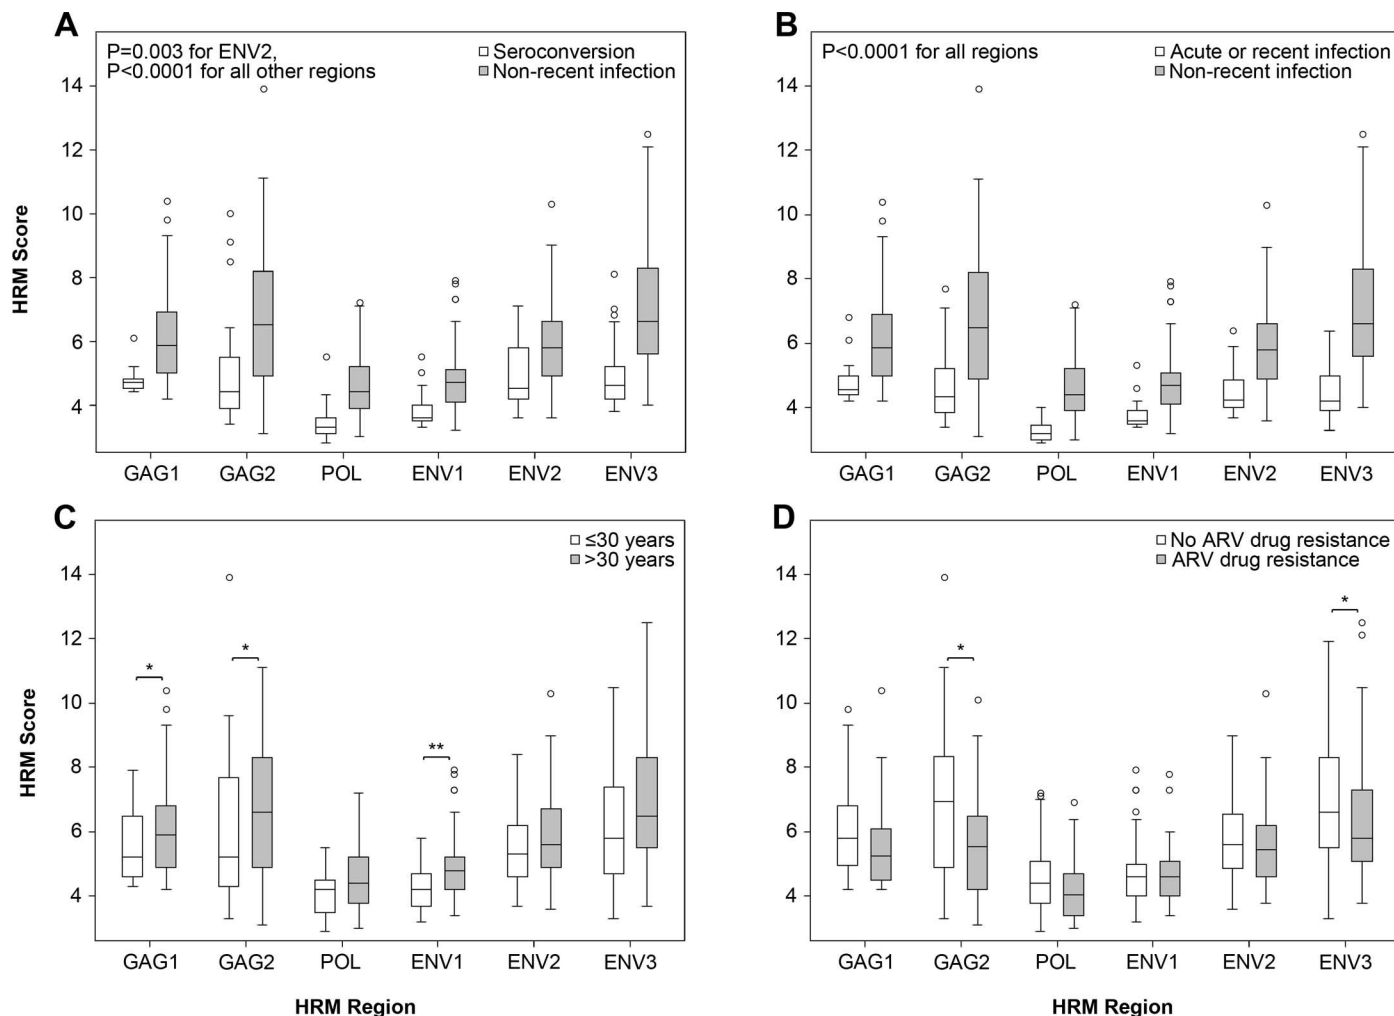 A
P=0.003 for ENV2,
P<0.0001 for all other regions
Seroconversion
Non-recent infection
HRM Score
14
12
10
8
6
4
GAG1 GAG2 POL ENV1 ENV2 ENV3
B
P<0.0001 for all regions
Acute or recent infection
Non-recent infection
14
12
10
8
6
4
GAG1 GAG2 POL ENV1 ENV2 ENV3
C
≤30 years
>30 years
HRM Score
14
12
10
8
6
4
*
*
**
GAG1 GAG2 POL ENV1 ENV2 ENV3
HRM Region
D
No ARV drug resistance
ARV drug resistance
14
12
10
8
6
4
*
*
GAG1 GAG2 POL ENV1 ENV2 ENV3
HRM Region